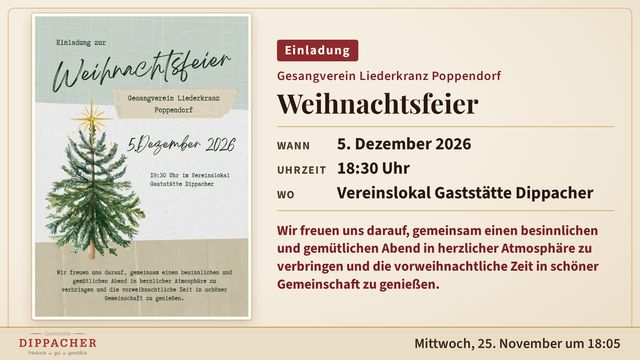 Einladung zur
Weihnachtsfeier
Gesangverein Liederkranz
Poppendorf
5.Dezember 2026
18:30 Uhr im Vereinslokal
Gaststätte Dippacher
Wir freuen uns darauf, gemeinsam einen besinnlichen und
gemütlichen Abend in herzlicher Atmosphäre zu
verbringen und die vorweihnachtliche Zeit in schöner
Gemeinschaft zu genießen.
Einladung
Gesangverein Liederkranz Poppendorf
Weihnachtsfeier
WANN 5. Dezember 2026
UHRZEIT 18:30 Uhr
WO Vereinslokal Gaststätte Dippacher
Wir freuen uns darauf, gemeinsam einen besinnlichen
und gemütlichen Abend in herzlicher Atmosphäre zu
verbringen und die vorweihnachtliche Zeit in schöner
Gemeinschaft zu genießen.
Gaststätte
DIPPACHER
fränkisch gut gemütlich
Mittwoch, 25. November um 18:05